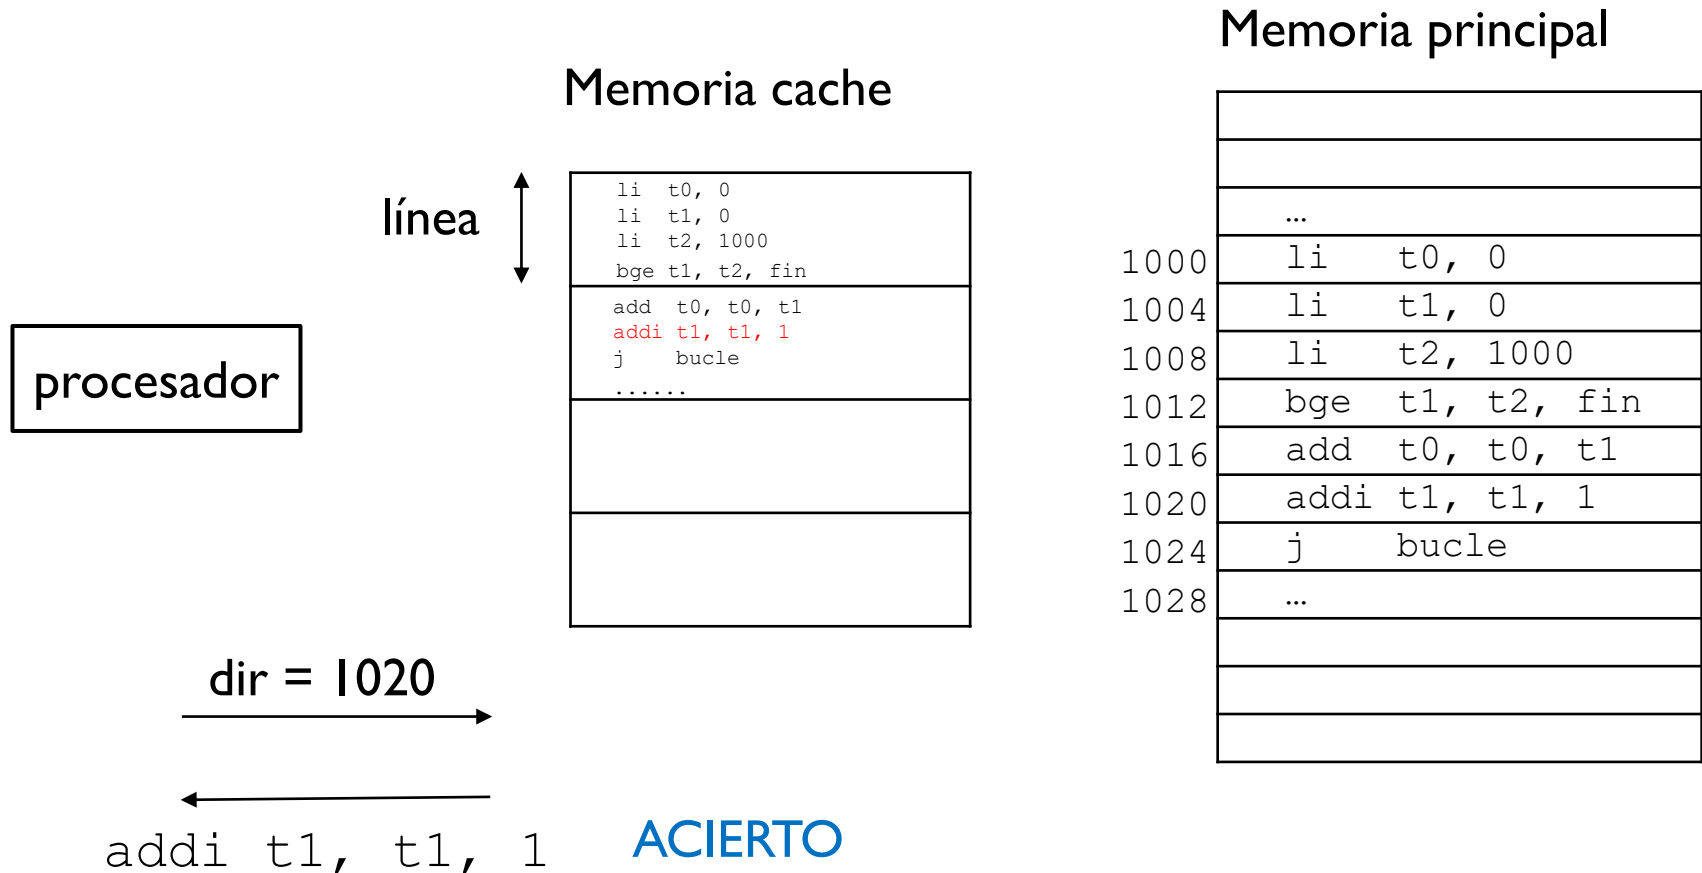 Memoria principal
Memoria cache
línea
li  t0, 0
li  t1, 0
li  t2, 1000
bge t1, t2, fin
add  t0, t0, t1
addi t1, t1, 1
j    bucle
......
procesador
…
1000 li    t0, 0
1004 li    t1, 0
1008 li    t2, 1000
1012 bge   t1, t2, fin
1016 add   t0, t0, t1
1020 addi  t1, t1, 1
1024 j     bucle
1028 …
dir = 1020
addi t1, t1, 1
ACIERTO